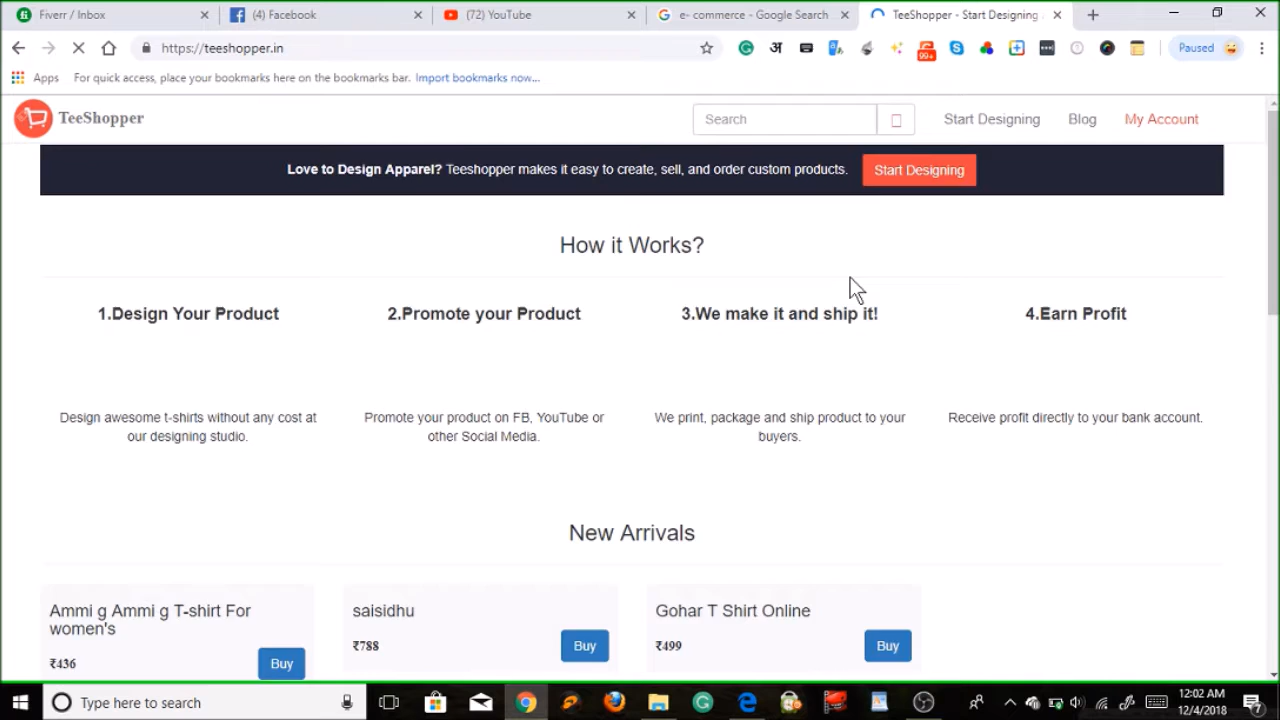 Fiverr / Inbox
(4) Facebook
(72) YouTube
e- commerce - Google Search
TeeShopper - Start Designing
https://teeshopper.in
अ
99+
Paused
Apps
For quick access, place your bookmarks here on the bookmarks bar. Import bookmarks now...
TeeShopper
Search
Start Designing
Blog
My Account
Love to Design Apparel? Teeshopper makes it easy to create, sell, and order custom products.
Start Designing
How it Works?
1.Design Your Product
2.Promote your Product
3.We make it and ship it!
4.Earn Profit
Design awesome t-shirts without any cost at
our designing studio.
Promote your product on FB, YouTube or
other Social Media.
We print, package and ship product to your
buyers.
Receive profit directly to your bank account.
New Arrivals
Ammi g Ammi g T-shirt For
women's
₹436
Buy
saisidhu
₹788
Buy
Gohar T Shirt Online
₹499
Buy
Type here to search
12:02 AM
12/4/2018
7